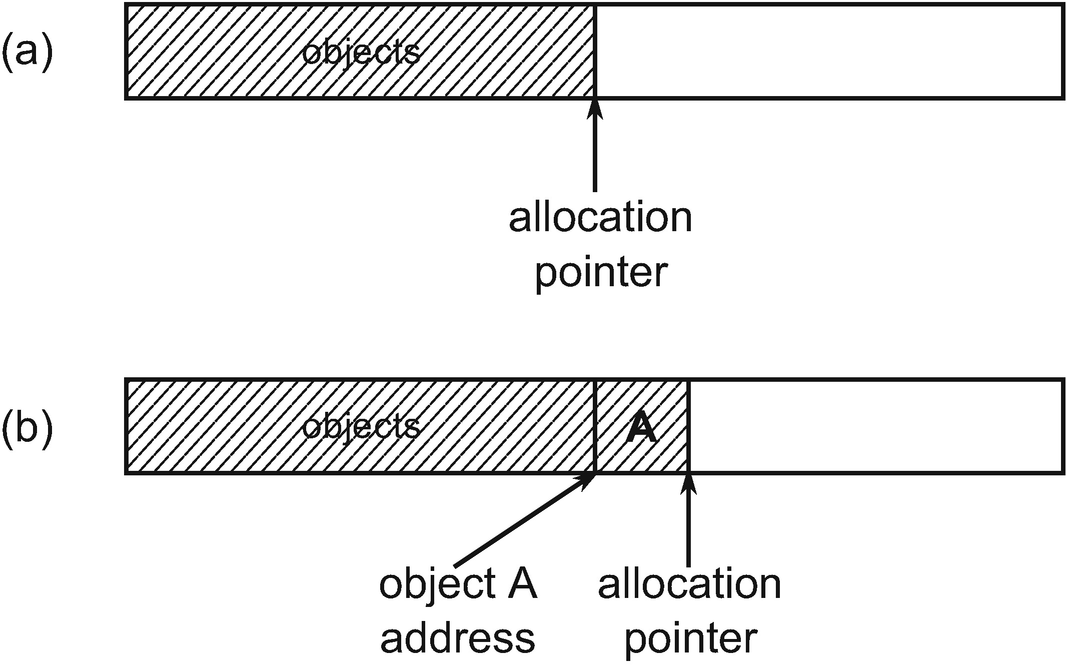 (a)
objects
allocation
pointer
(b)
objects
A
object A
address
allocation
pointer